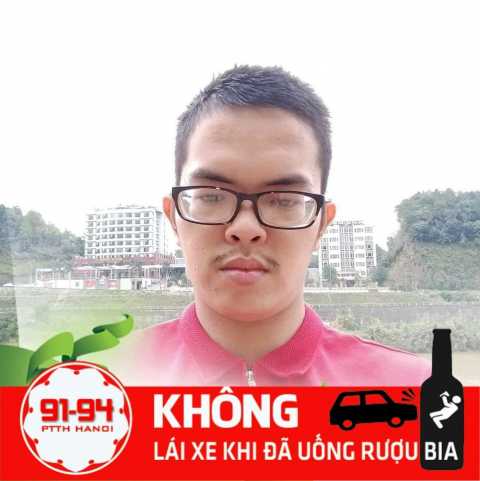 91-94
PTTH HANOI
KHÔNG
LÁI XE KHI ĐÃ UỐNG RƯỢU BIA